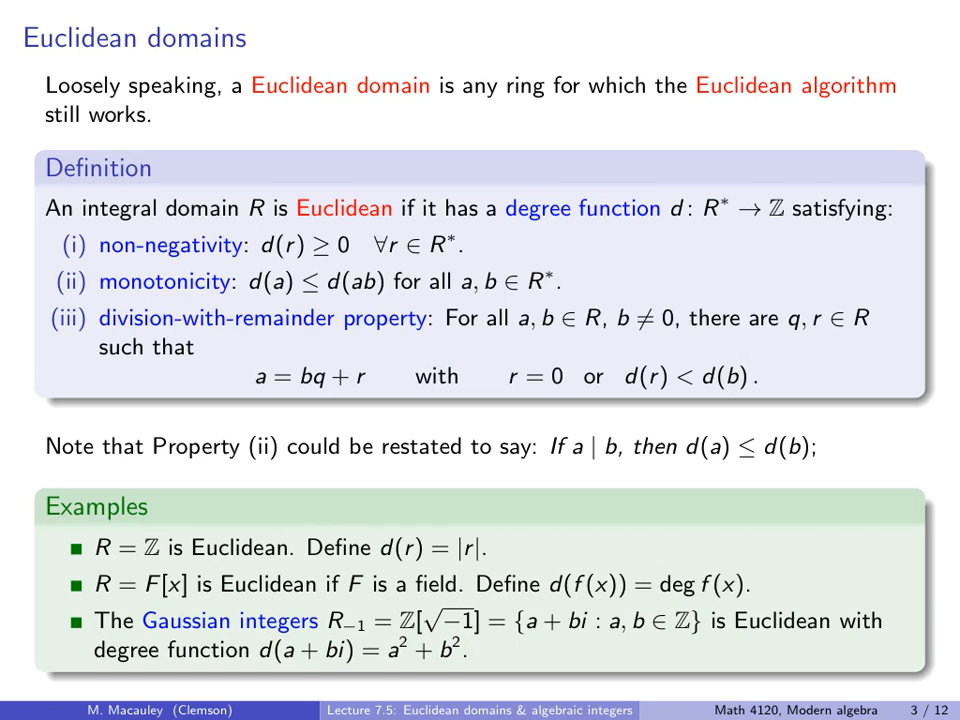 Euclidean domains
Loosely speaking, a Euclidean domain is any ring for which the Euclidean algorithm
still works.
Definition
An integral domain R is Euclidean if it has a degree function d: R* → ℤ satisfying:
(i) non-negativity: d(r) ≥ 0 ∀r ∈ R*.
(ii) monotonicity: d(a) ≤ d(ab) for all a, b ∈ R*.
(iii) division-with-remainder property: For all a, b ∈ R, b ≠ 0, there are q, r ∈ R
such that
a = bq + r with r = 0 or d(r) < d(b).
Note that Property (ii) could be restated to say: If a | b, then d(a) ≤ d(b);
Examples
■ R = ℤ is Euclidean. Define d(r) = |r|.
■ R = F[x] is Euclidean if F is a field. Define d(f(x)) = deg f(x).
■ The Gaussian integers R₋₁ = ℤ[√−1] = {a + bi : a, b ∈ ℤ} is Euclidean with
degree function d(a + bi) = a² + b².
M. Macauley (Clemson) Lecture 7.5: Euclidean domains & algebraic integers Math 4120, Modern algebra 3 / 12